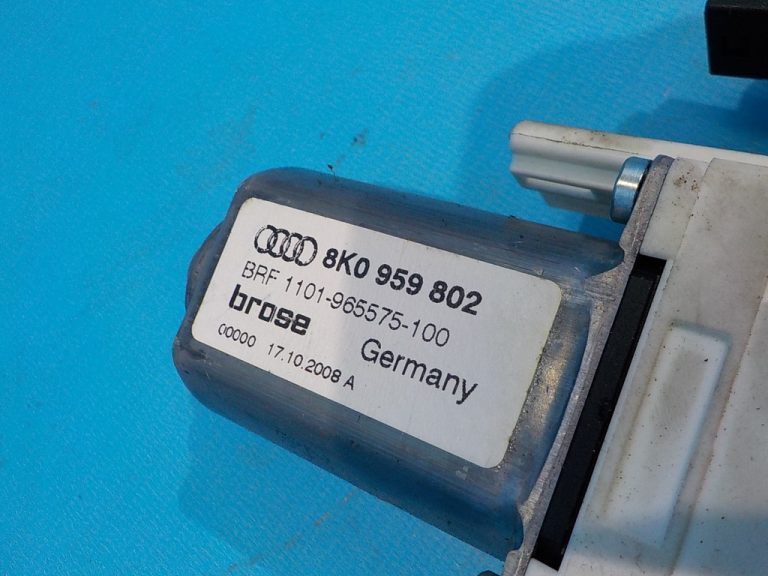 8K0 959 802
BRF 1101-965575-100
brose
Germany
00000 17.10.2008 A